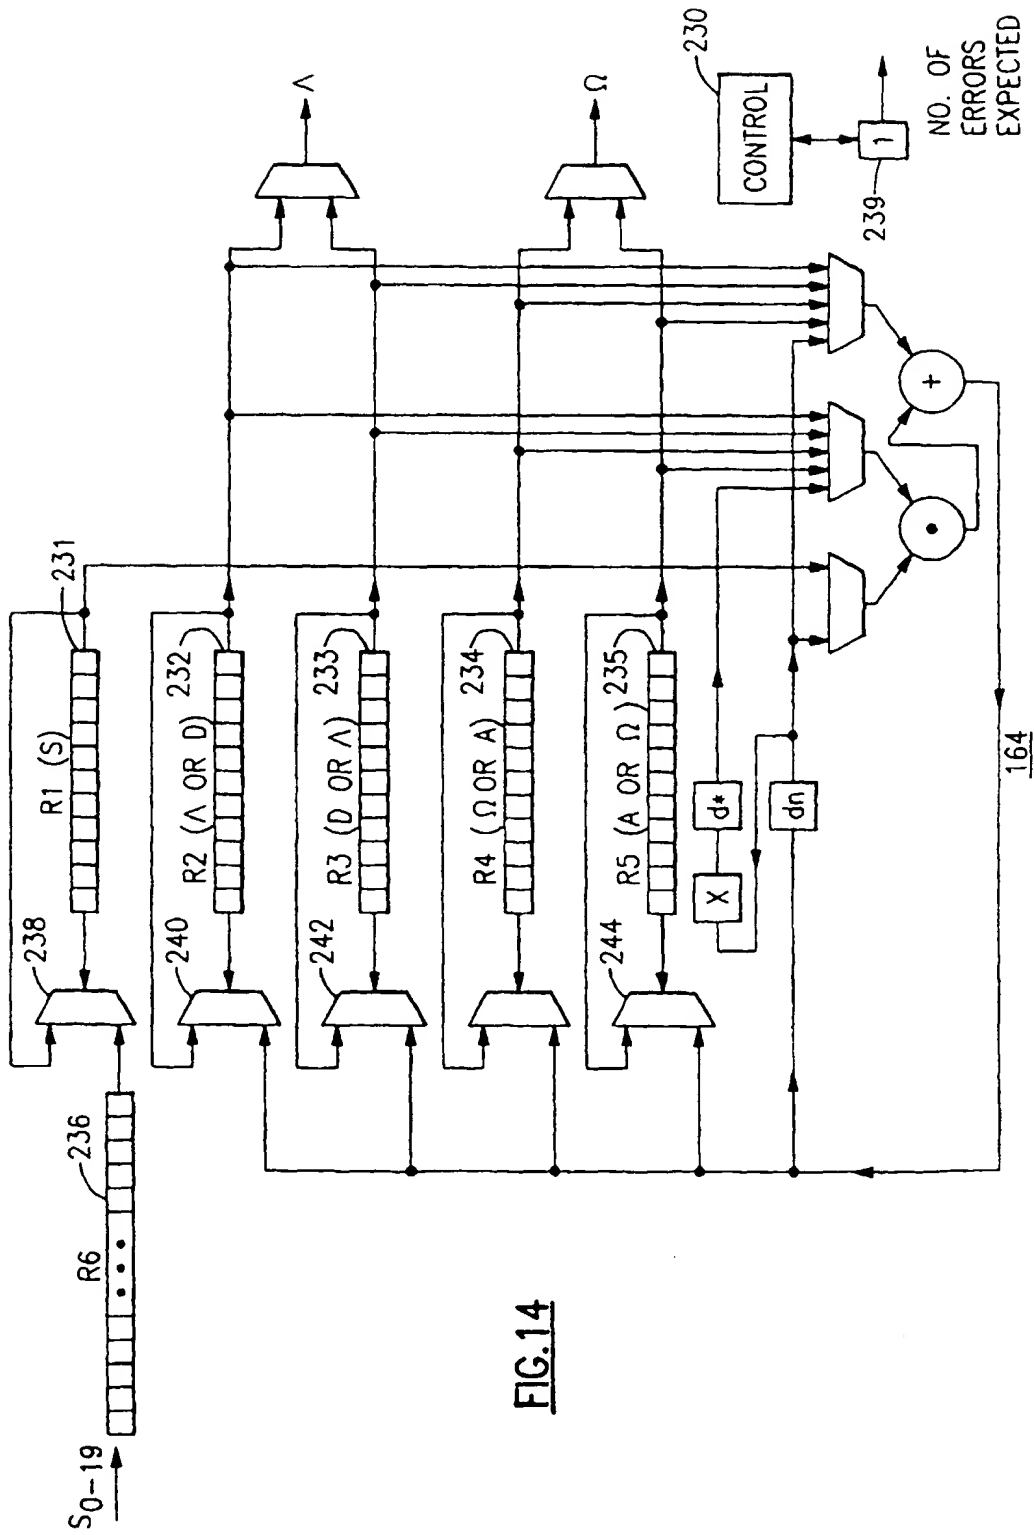 S0-19
R6
236
238
R1 (S)
231
240
R2 (Λ OR D)
232
242
R3 (D OR Λ)
233
R4 (Ω OR A)
234
244
R5 (A OR Ω)
235
X
d*
dn
Λ
Ω
CONTROL
230
1
239
NO. OF
ERRORS
EXPECTED
+
164
FIG.14